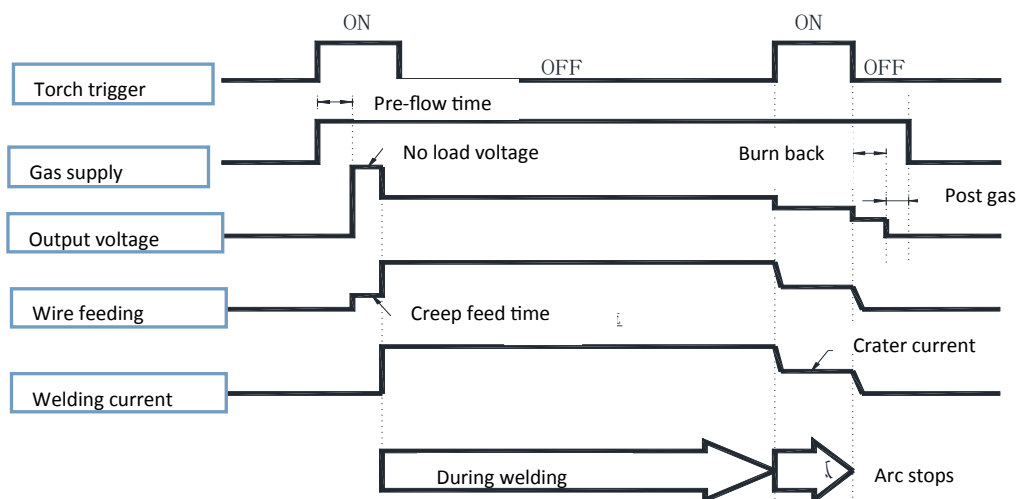 ON
ON
OFF
OFF
Torch trigger
Pre-flow time
No load voltage
Burn back
Gas supply
Post gas
Output voltage
Wire feeding
Creep feed time
Crater current
Welding current
During welding
Arc stops